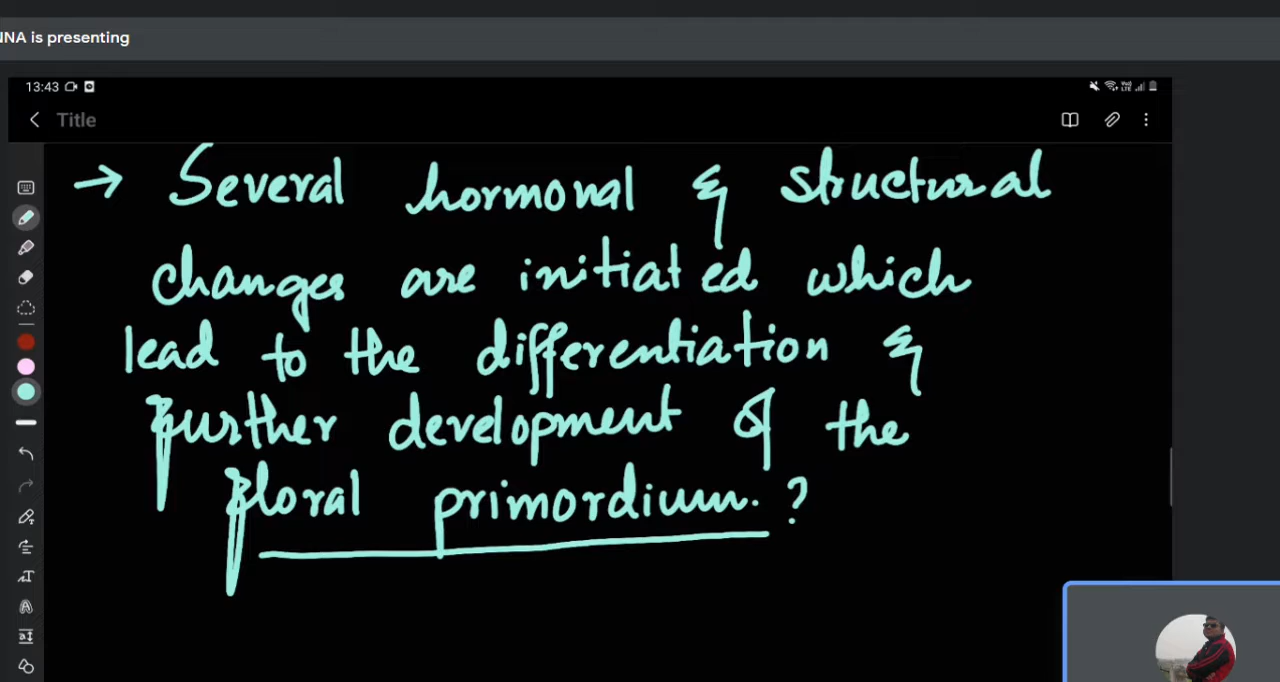 NNA is presenting
13:43
Title
→ Several hormonal & structural
changes are initiated which
lead to the differentiation &
further development of the
floral primordium. ?